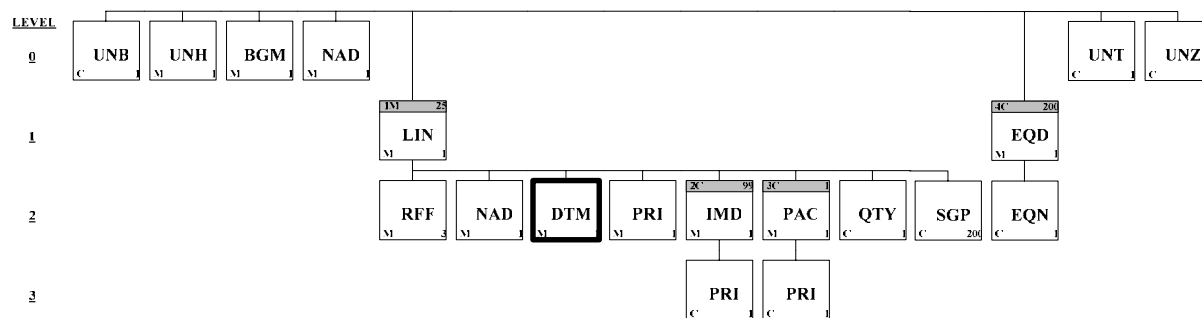 LEVEL
0 UNB UNH BGM NAD UNT UNZ
C 1 M 1 M 1 M 1 C 1 C 1
1M 25 4C 200
1 LIN EQD
M 1 M 1
2C 99 3C 1
2 RFF NAD DTM PRI IMD PAC QTY SGP EQN
M 3 M 1 M M 1 M 1 M 1 C 1 C 200 C 1
3 PRI PRI
C 1 C 1